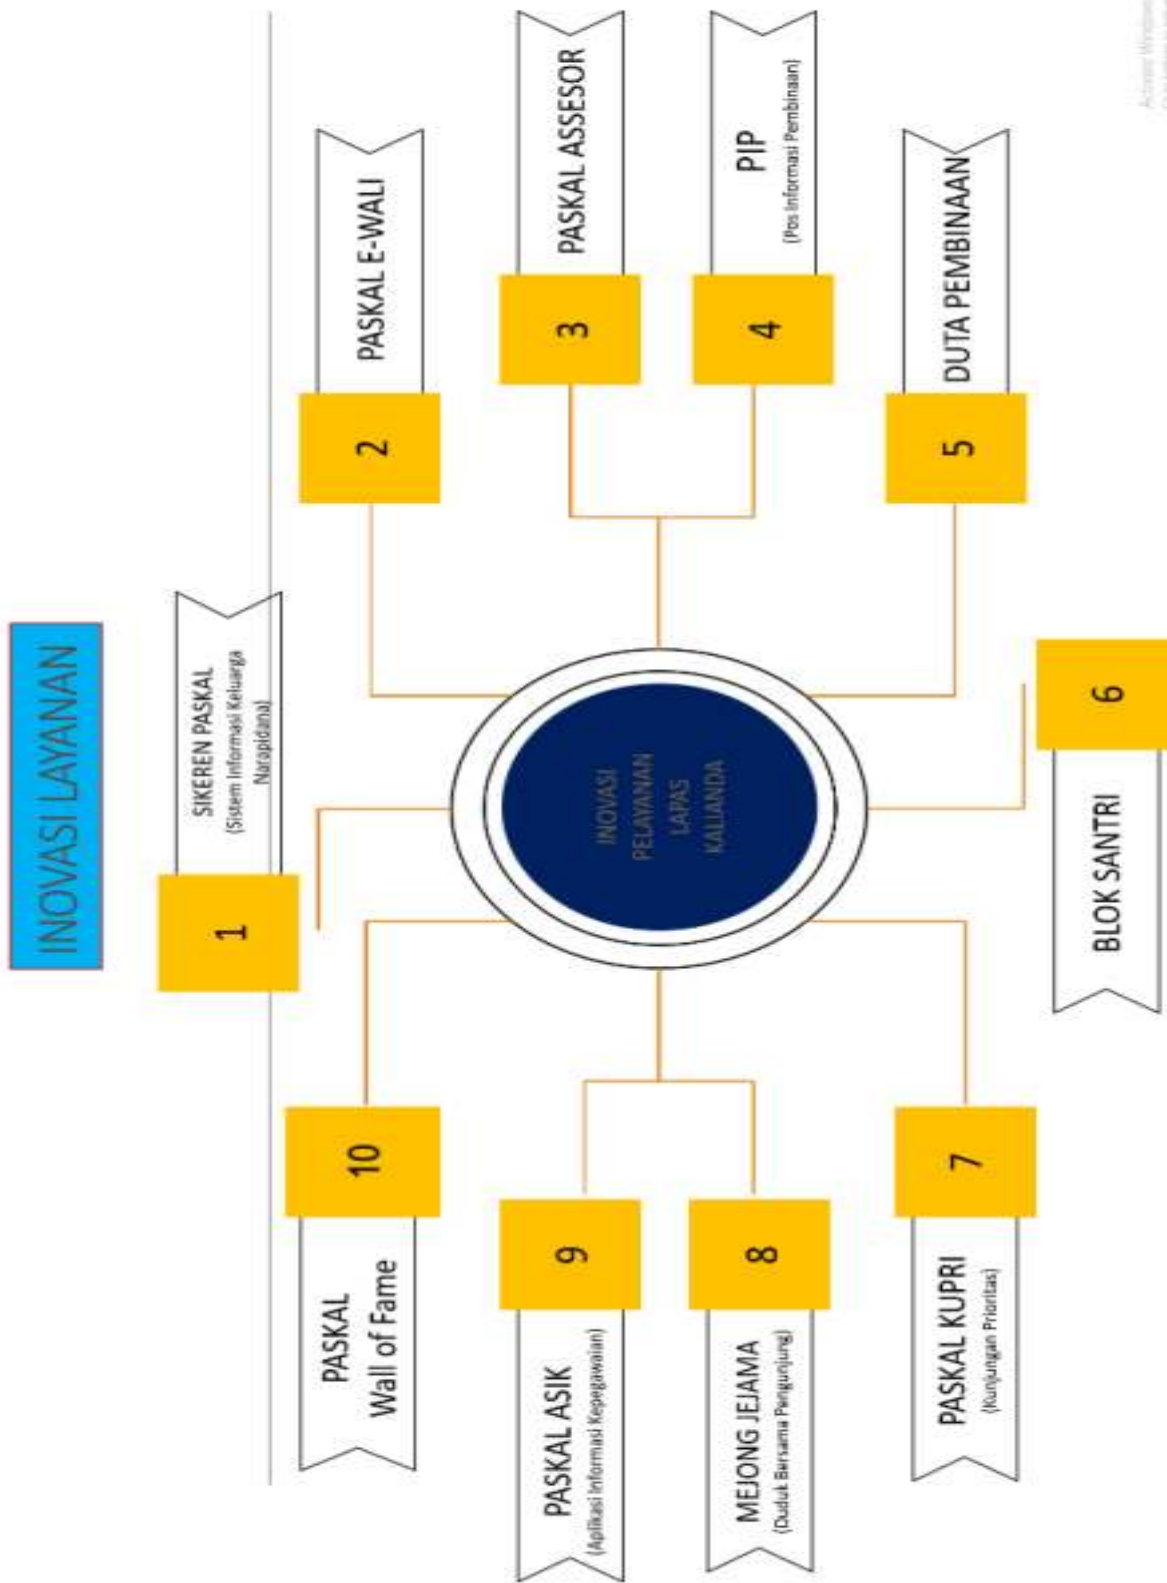 INOVASI LAYANAN
1
SIKEREN PASKAL
(Sistem Informasi Keluarga
Narapidana)
2
PASKAL E-WALI
3
PASKAL ASSESOR
4
PIP
(Pos Informasi Pembinaan)
5
DUTA PEMBINAAN
6
BLOK SANTRI
7
PASKAL KUPRI
(Kunjungan Prioritas)
8
MEJONG JEJAMA
(Duduk Bersama Pengunjung)
9
PASKAL ASIK
(Aplikasi Informasi Kepegawaian)
10
PASKAL
Wall of Fame
INOVASI
PELAYANAN
LAPAS
KALIANDA
Activate Windows